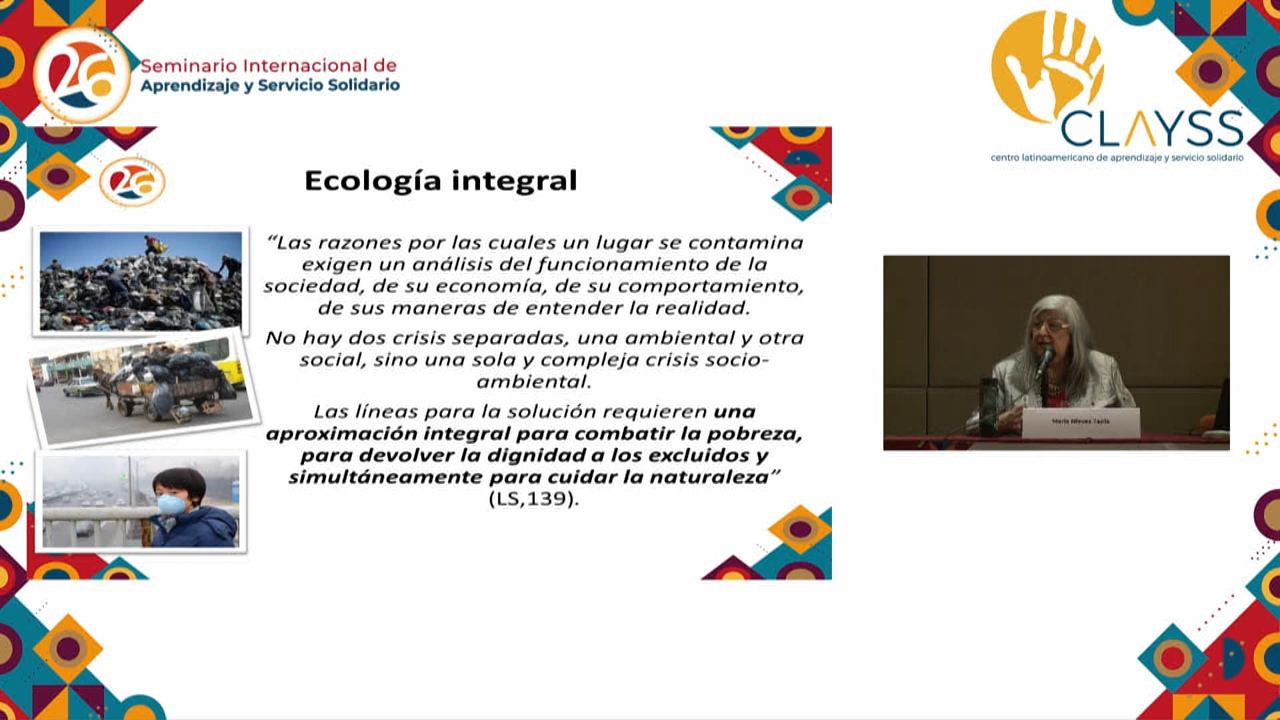 26
Seminario Internacional de
Aprendizaje y Servicio Solidario
CLAYSS
centro latinoamericano de aprendizaje y servicio solidario
26
Ecología integral
“Las razones por las cuales un lugar se contamina
exigen un análisis del funcionamiento de la
sociedad, de su economía, de su comportamiento,
de sus maneras de entender la realidad.
No hay dos crisis separadas, una ambiental y otra
social, sino una sola y compleja crisis socio-
ambiental.
Las líneas para la solución requieren una
aproximación integral para combatir la pobreza,
para devolver la dignidad a los excluidos y
simultáneamente para cuidar la naturaleza”
(LS,139).
María Nieves Tapia